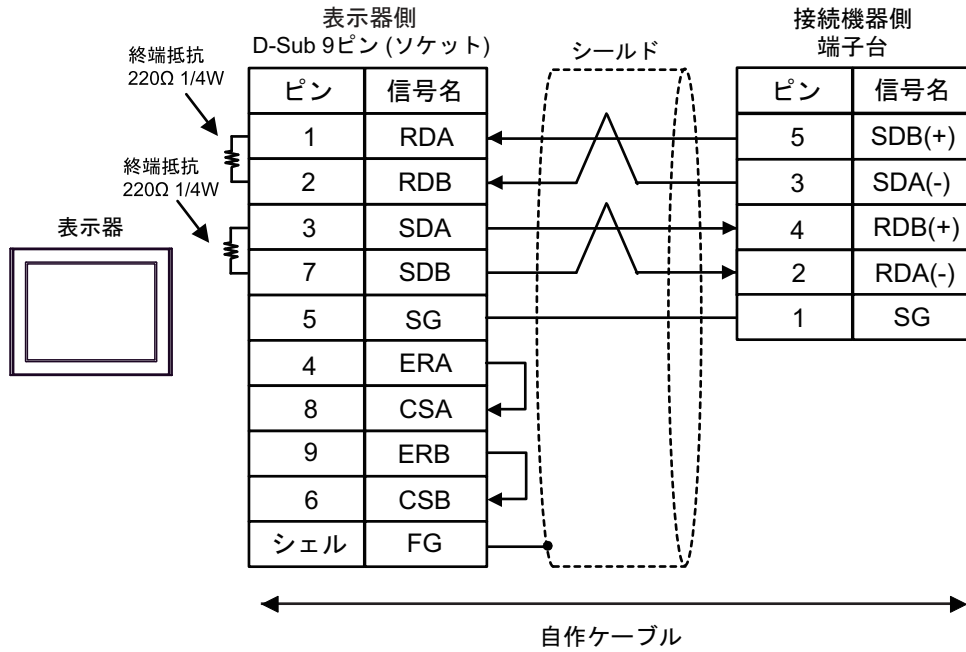 表示器側
D-Sub 9ピン (ソケット)
接続機器側
端子台
シールド
終端抵抗
220Ω 1/4W
終端抵抗
220Ω 1/4W
表示器
ピン 信号名
1 RDA
2 RDB
3 SDA
7 SDB
5 SG
4 ERA
8 CSA
9 ERB
6 CSB
シェル FG
ピン 信号名
5 SDB(+)
3 SDA(-)
4 RDB(+)
2 RDA(-)
1 SG
自作ケーブル